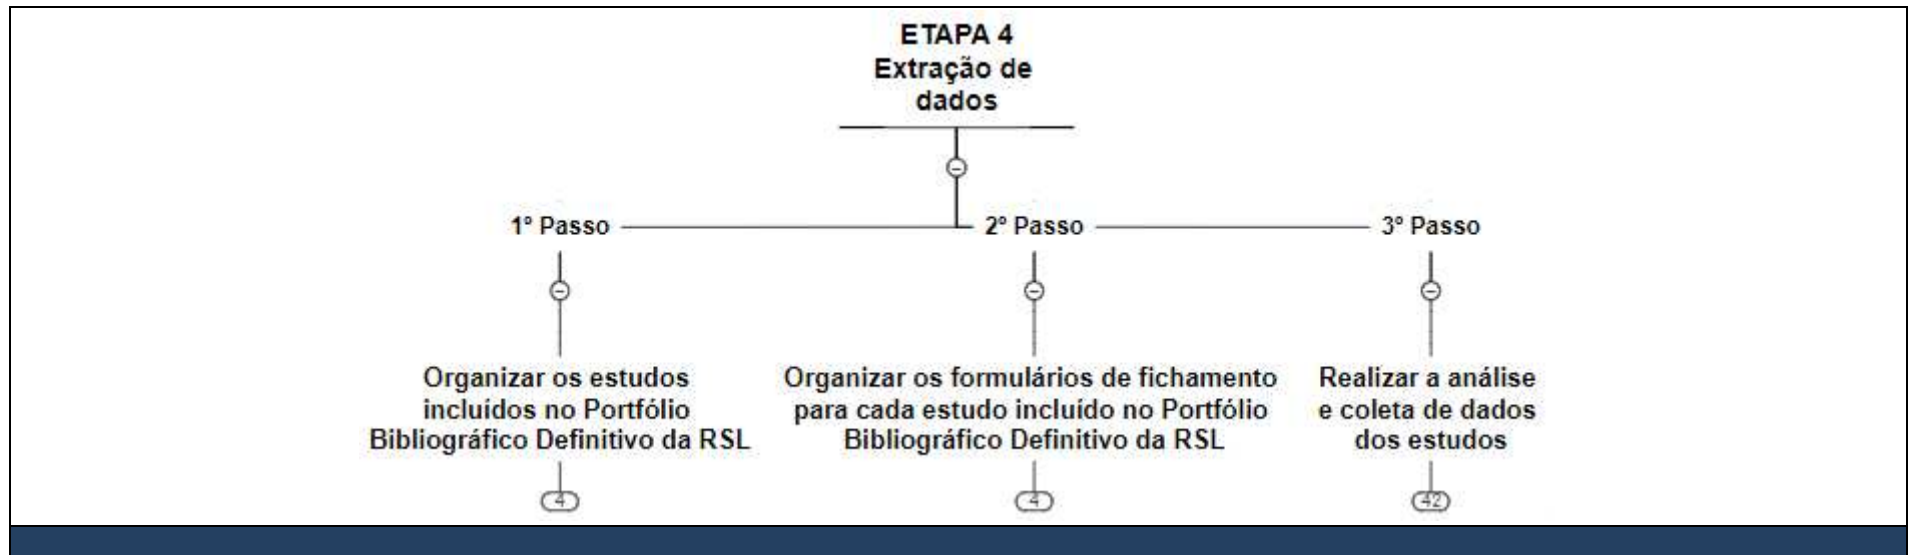 ETAPA 4
Extração de
dados
1º Passo
2º Passo
3º Passo
Organizar os estudos
incluídos no Portfólio
Bibliográfico Definitivo da RSL
Organizar os formulários de fichamento
para cada estudo incluído no Portfólio
Bibliográfico Definitivo da RSL
Realizar a análise
e coleta de dados
dos estudos
4
4
42